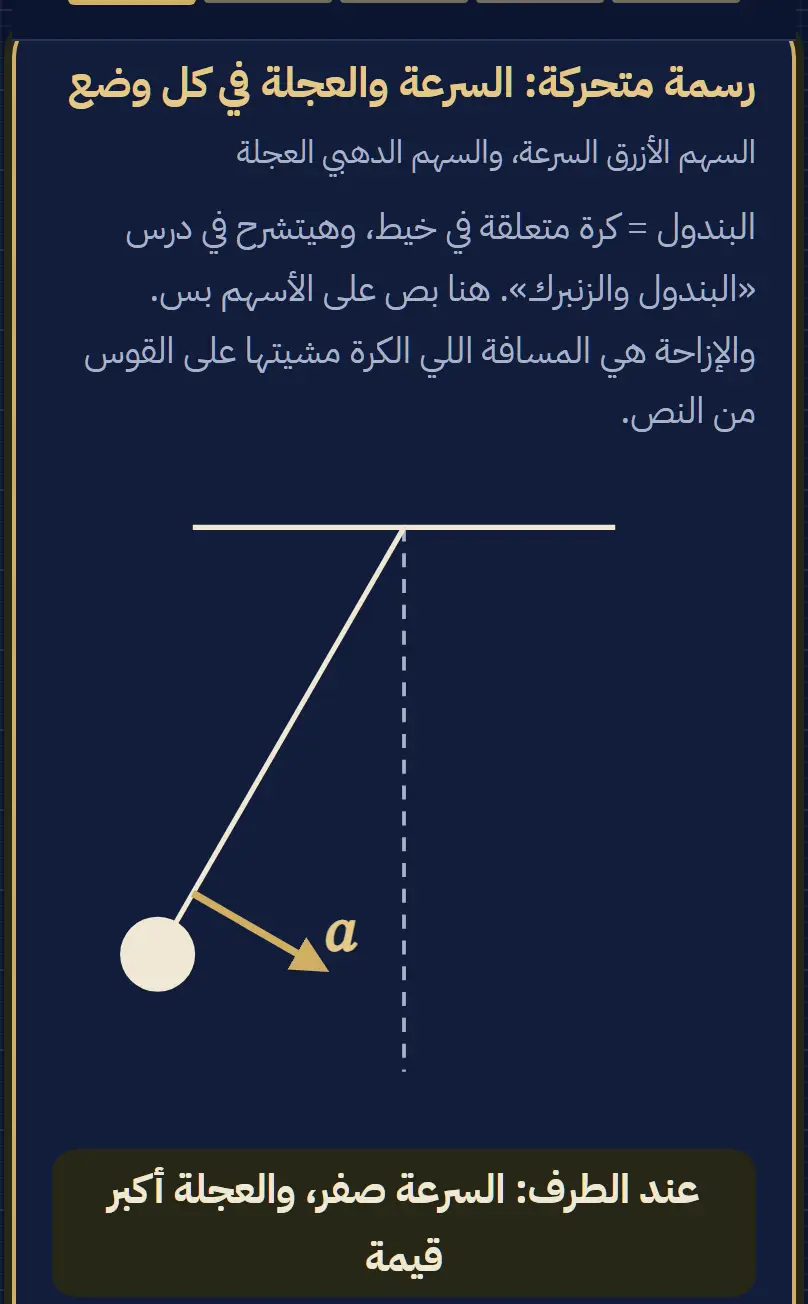 رسمة متحركة: السرعة والعجلة في كل وضع
السهم الأزرق السرعة، والسهم الدهبي العجلة
البندول = كرة متعلقة في خيط، وهيتشرح في درس
«البندول والزنبرك». هنا بص على الأسهم بس.
والإزاحة هي المسافة اللي الكرة مشيتها على القوس
من النص.
a
عند الطرف: السرعة صفر، والعجلة أكبر
قيمة